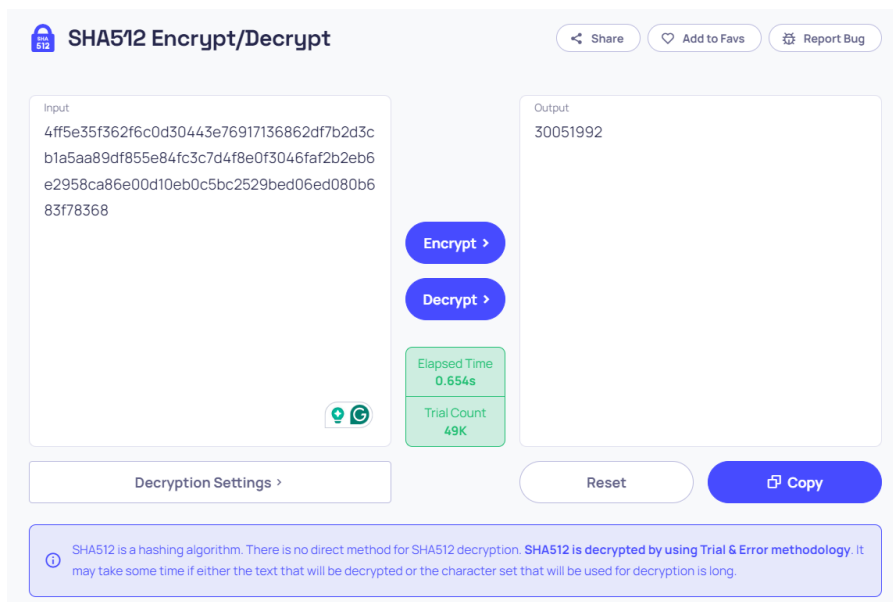 SHA
512
SHA512 Encrypt/Decrypt
Share
Add to Favs
Report Bug
Input
4ff5e35f362f6c0d30443e76917136862df7b2d3c
b1a5aa89df855e84fc3c7d4f8e0f3046faf2b2eb6
e2958ca86e00d10eb0c5bc2529bed06ed080b6
83f78368
Output
30051992
Encrypt >
Decrypt >
Elapsed Time
0.654s
Trial Count
49K
Decryption Settings >
Reset
Copy
SHA512 is a hashing algorithm. There is no direct method for SHA512 decryption. SHA512 is decrypted by using Trial & Error methodology. It
may take some time if either the text that will be decrypted or the character set that will be used for decryption is long.